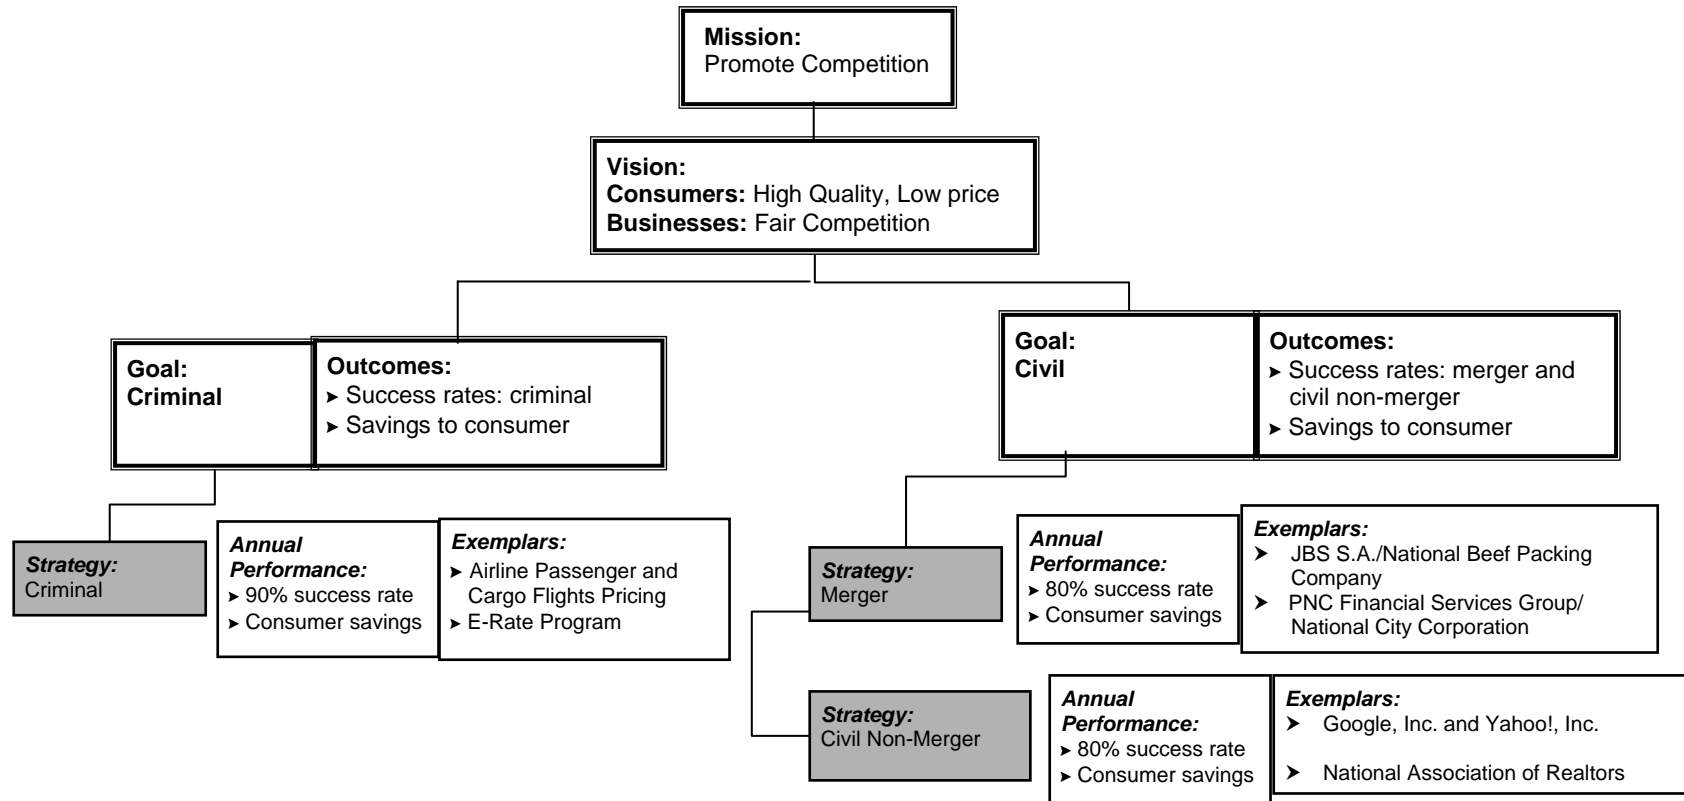 Mission:
Promote Competition
Vision:
Consumers: High Quality, Low price
Businesses: Fair Competition
Goal:
Criminal
Outcomes:
➤ Success rates: criminal
➤ Savings to consumer
Goal:
Civil
Outcomes:
➤ Success rates: merger and
civil non-merger
➤ Savings to consumer
Strategy:
Criminal
Annual
Performance:
➤ 90% success rate
➤ Consumer savings
Exemplars:
➤ Airline Passenger and
Cargo Flights Pricing
➤ E-Rate Program
Strategy:
Merger
Annual
Performance:
➤ 80% success rate
➤ Consumer savings
Exemplars:
➤ JBS S.A./National Beef Packing
Company
➤ PNC Financial Services Group/
National City Corporation
Strategy:
Civil Non-Merger
Annual
Performance:
➤ 80% success rate
➤ Consumer savings
Exemplars:
➤ Google, Inc. and Yahoo!, Inc.
➤ National Association of Realtors